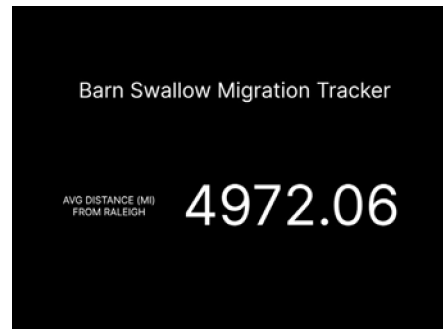 Barn Swallow Migration Tracker
AVG DISTANCE (MI)
FROM RALEIGH
4972.06